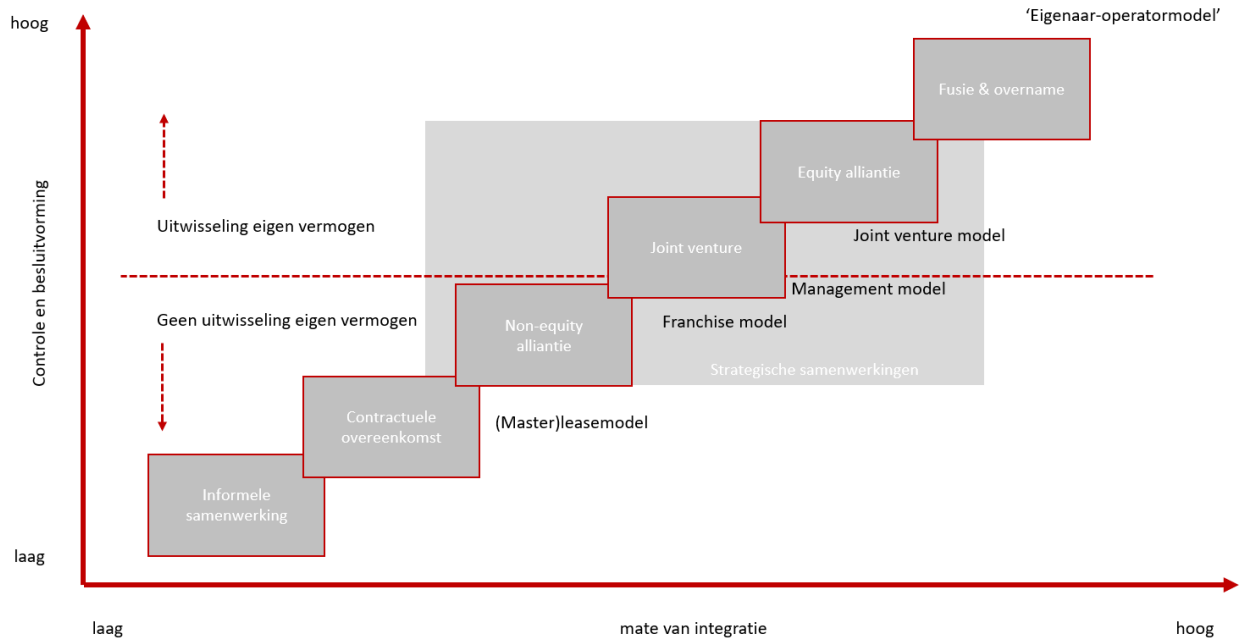 ‘Eigenaar-operatormodel’
hoog
Fusie & overname
Equity alliantie
Controle en besluitvorming
Uitwisseling eigen vermogen
Joint venture
Joint venture model
Management model
Geen uitwisseling eigen vermogen
Non-equity
alliantie
Franchise model
Strategische samenwerkingen
Contractuele
overeenkomst
(Master)leasemodel
Informele
samenwerking
laag
laag
mate van integratie
hoog